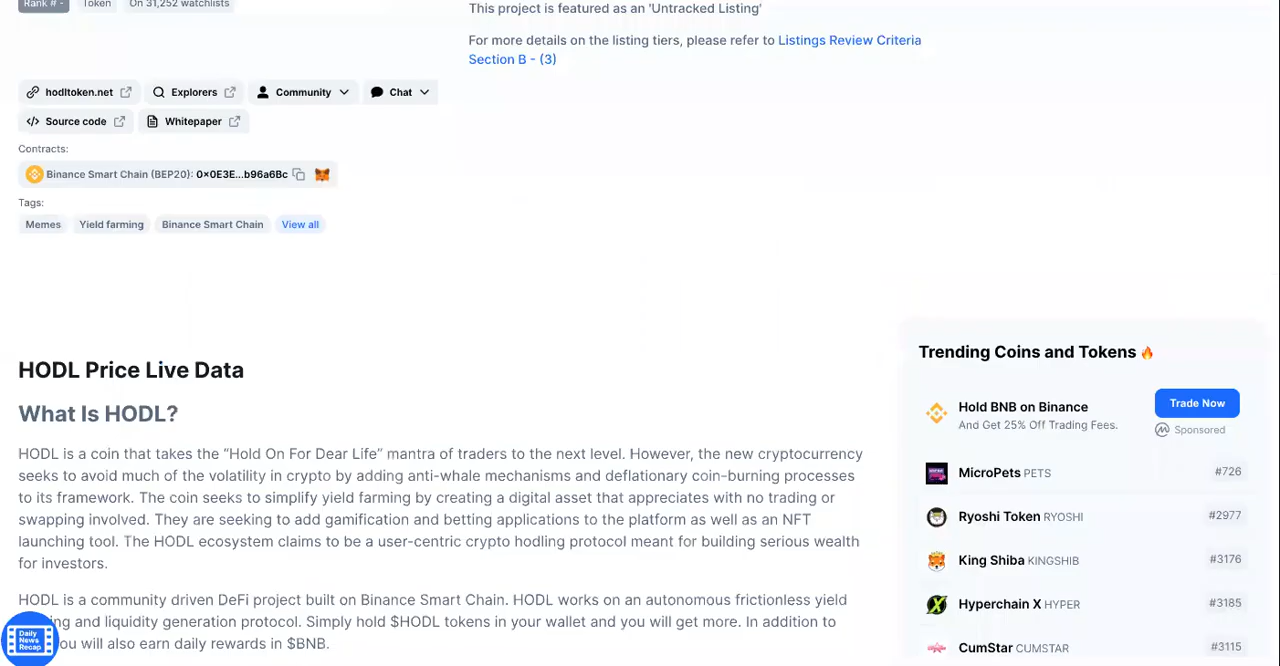 Rank # -
Token
On 31,252 watchlists
This project is featured as an 'Untracked Listing'
For more details on the listing tiers, please refer to Listings Review Criteria
Section B - (3)
hodltoken.net
Explorers
Community
Chat
Source code
Whitepaper
Contracts:
Binance Smart Chain (BEP20): 0x0E3E...b96a6Bc
Tags:
Memes
Yield farming
Binance Smart Chain
View all
HODL Price Live Data
What Is HODL?
HODL is a coin that takes the “Hold On For Dear Life” mantra of traders to the next level. However, the new cryptocurrency
seeks to avoid much of the volatility in crypto by adding anti-whale mechanisms and deflationary coin-burning processes
to its framework. The coin seeks to simplify yield farming by creating a digital asset that appreciates with no trading or
swapping involved. They are seeking to add gamification and betting applications to the platform as well as an NFT
launching tool. The HODL ecosystem claims to be a user-centric crypto hodling protocol meant for building serious wealth
for investors.
HODL is a community driven DeFi project built on Binance Smart Chain. HODL works on an autonomous frictionless yield
and liquidity generation protocol. Simply hold $HODL tokens in your wallet and you will get more. In addition to
you will also earn daily rewards in $BNB.
Daily
News
Recap
Trending Coins and Tokens
Hold BNB on Binance
And Get 25% Off Trading Fees.
Trade Now
Sponsored
MicroPets PETS
#726
Ryoshi Token RYOSHI
#2977
King Shiba KINGSHIB
#3176
Hyperchain X HYPER
#3185
CumStar CUMSTAR
#3115